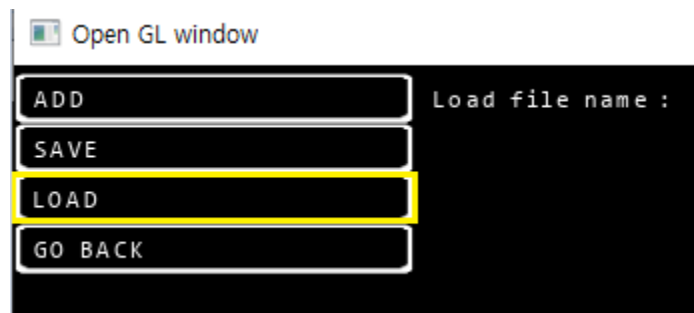 Open GL window
ADD
Load file name :
SAVE
LOAD
GO BACK